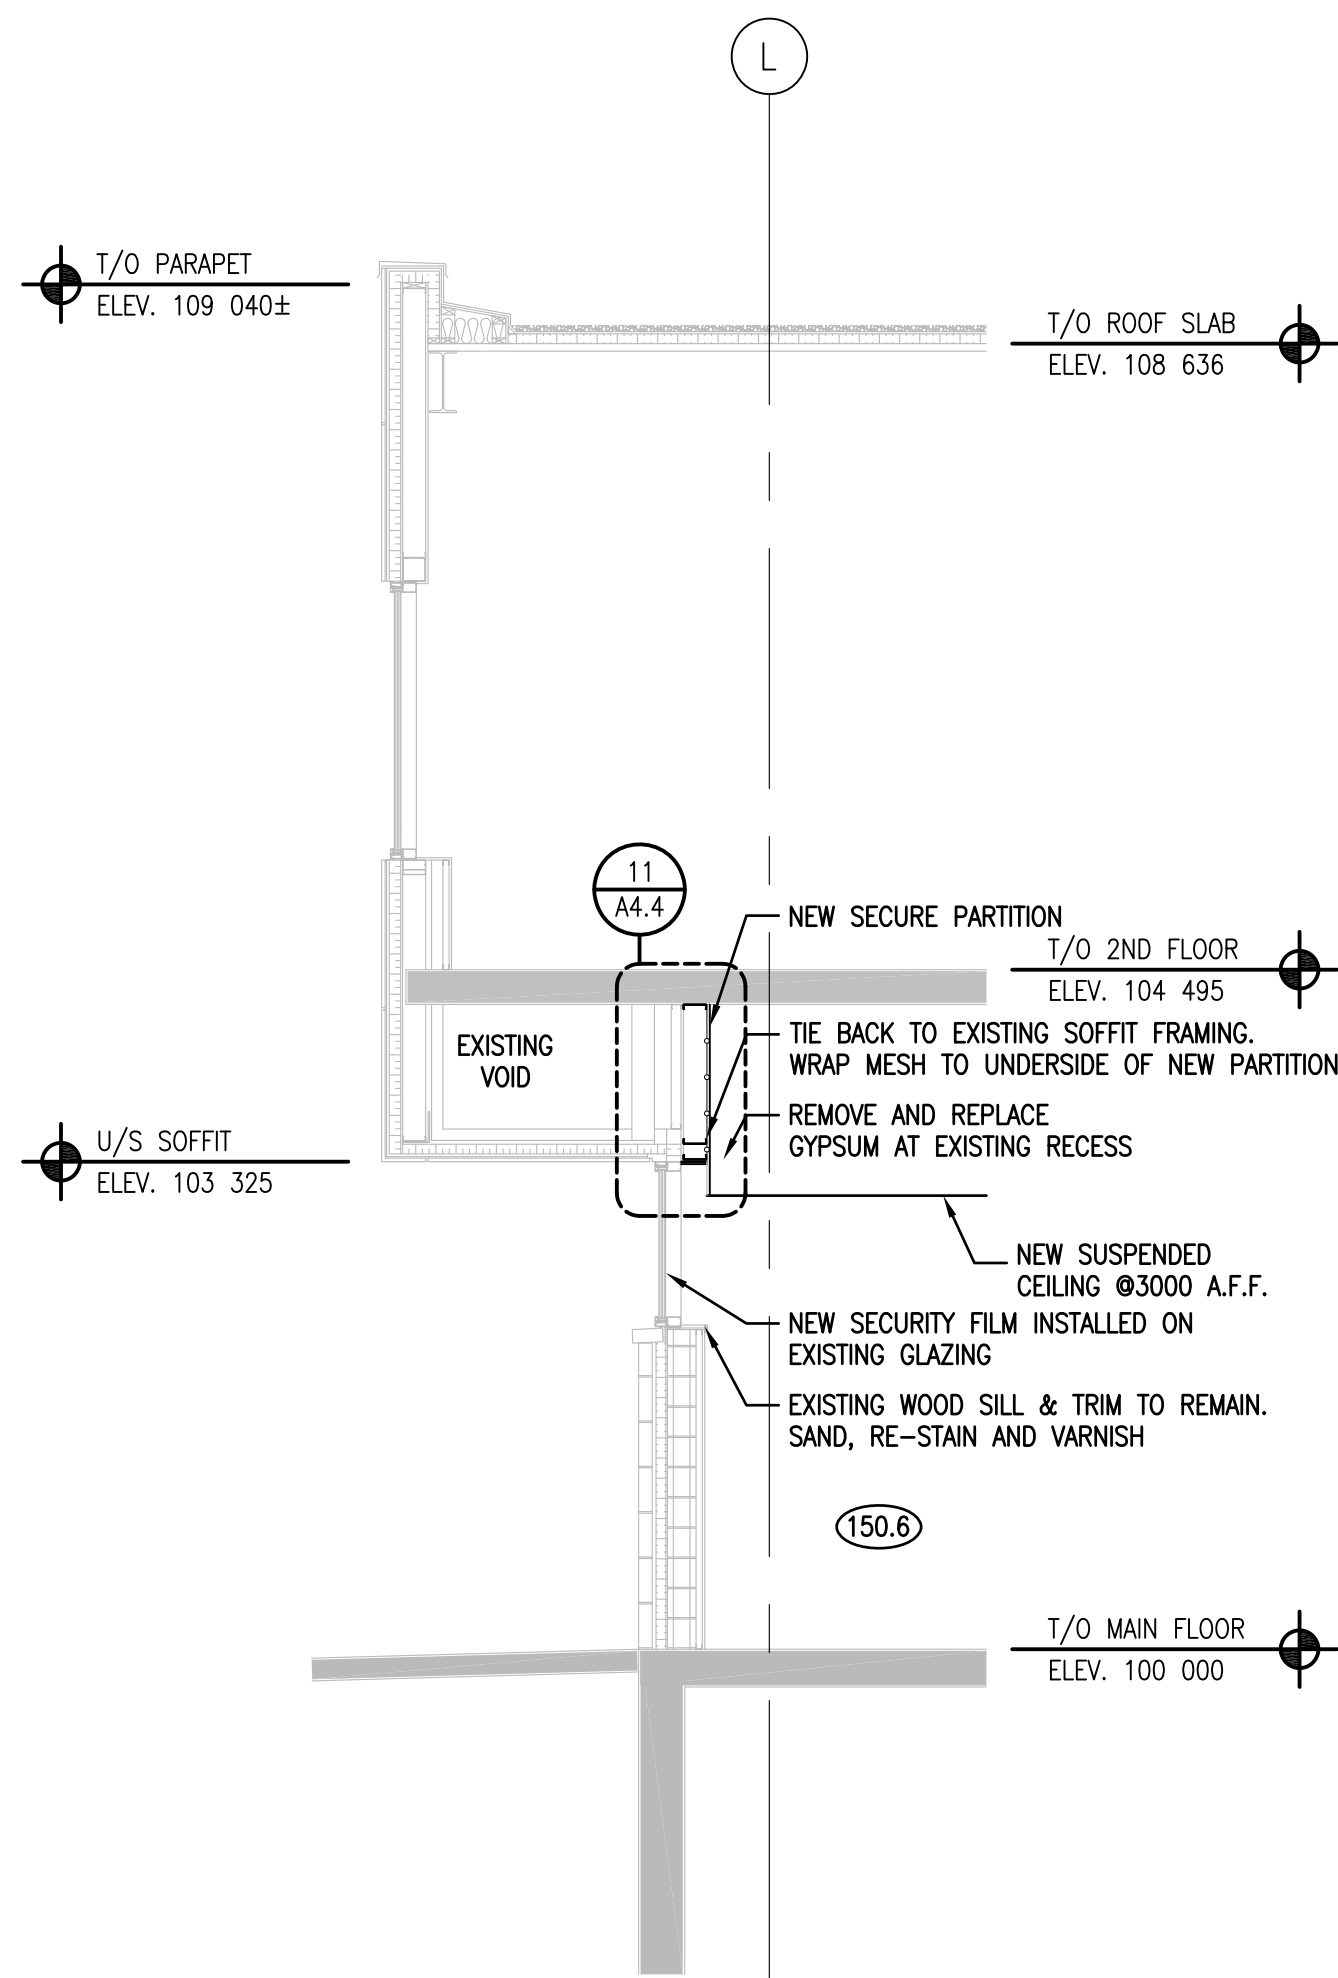 L
T/O PARAPET
ELEV. 109 040±
T/O ROOF SLAB
ELEV. 108 636
11
A4.4
NEW SECURE PARTITION
T/O 2ND FLOOR
ELEV. 104 495
EXISTING
VOID
TIE BACK TO EXISTING SOFFIT FRAMING.
WRAP MESH TO UNDERSIDE OF NEW PARTITION
REMOVE AND REPLACE
GYPSUM AT EXISTING RECESS
U/S SOFFIT
ELEV. 103 325
NEW SUSPENDED
CEILING @3000 A.F.F.
NEW SECURITY FILM INSTALLED ON
EXISTING GLAZING
EXISTING WOOD SILL & TRIM TO REMAIN.
SAND, RE-STAIN AND VARNISH
150.6
T/O MAIN FLOOR
ELEV. 100 000